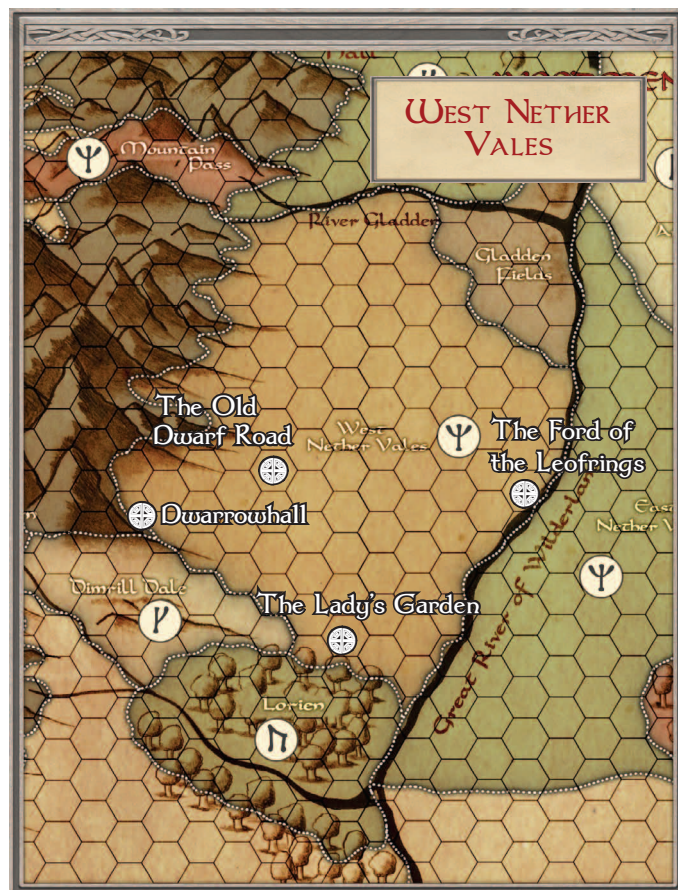 West Nether
Vales
Mountain
Pass
River Gladden
Gladden
Fields
The Old
Dwarf Road
West
Nether Vales
The Ford of
the Leofrings
Dwarrowhall
Great River of Wilderland
Nether V
Dimrill Dale
The Lady's Garden
Lorien